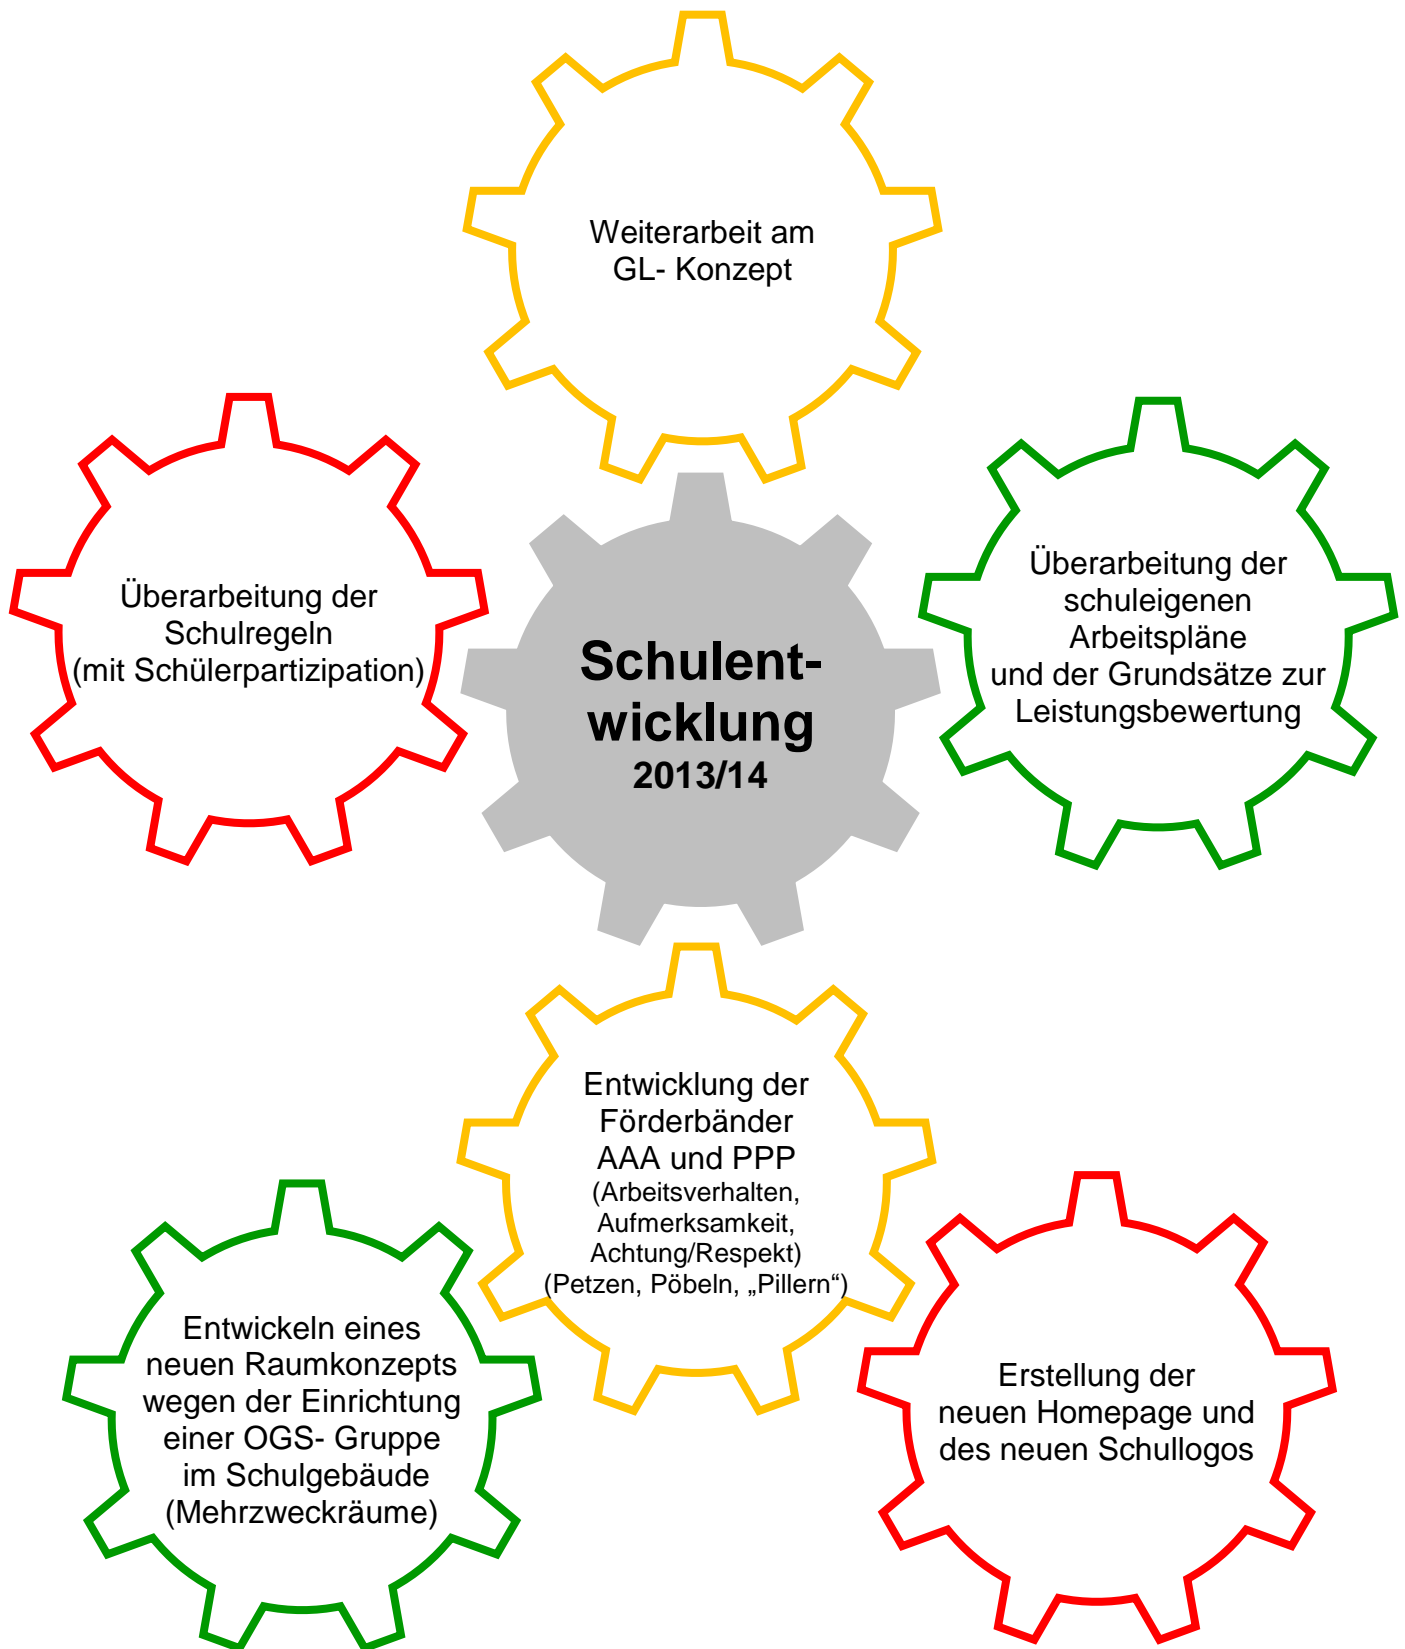 Weiterarbeit am
GL- Konzept
Überarbeitung der
Schulregeln
(mit Schülerpartizipation)
Schulent-
wicklung
2013/14
Überarbeitung der
schuleigenen
Arbeitspläne
und der Grundsätze zur
Leistungsbewertung
Entwicklung der
Förderbänder
AAA und PPP
(Arbeitsverhalten,
Aufmerksamkeit,
Achtung/Respekt)
(Petzen, Pöbeln, „Pillern“)
Entwickeln eines
neuen Raumkonzepts
wegen der Einrichtung
einer OGS- Gruppe
im Schulgebäude
(Mehrzweckräume)
Erstellung der
neuen Homepage und
des neuen Schullogos